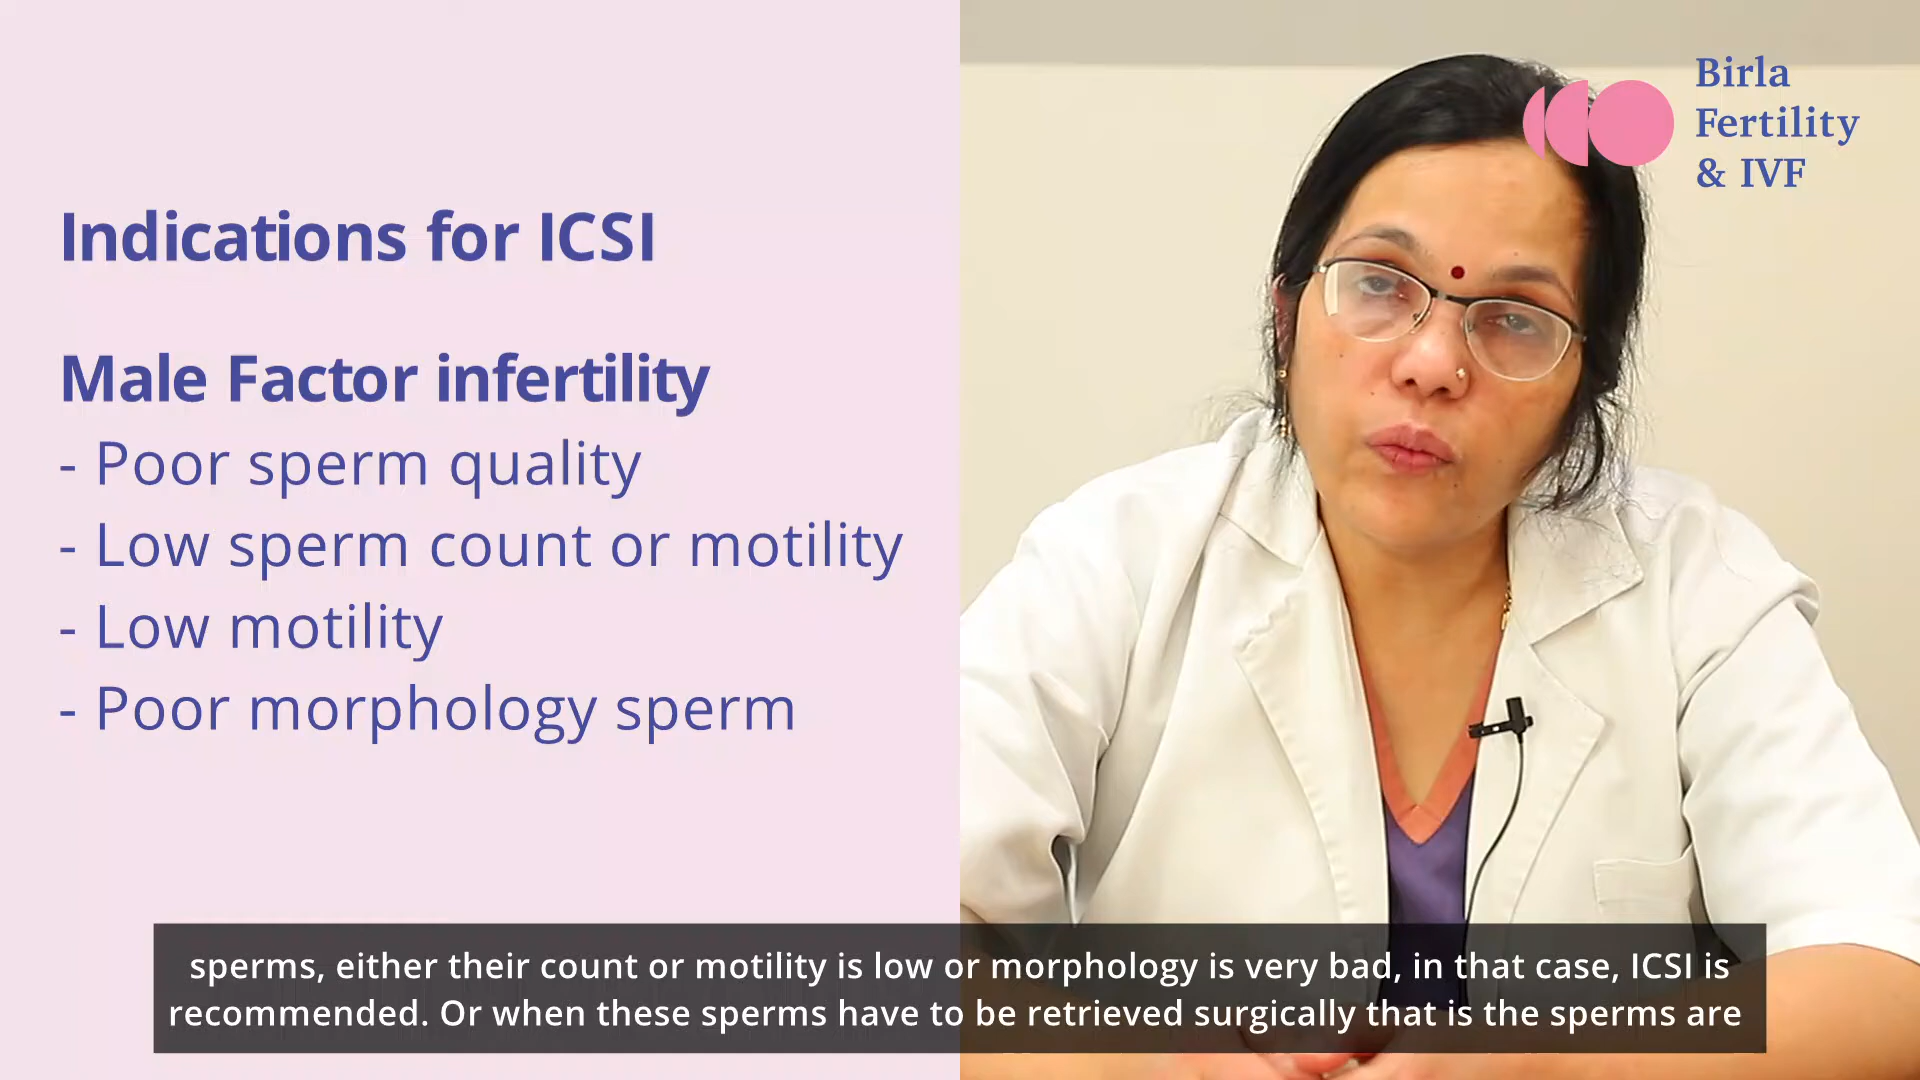 Birla
Fertility
& IVF
Indications for ICSI
Male Factor infertility
- Poor sperm quality
- Low sperm count or motility
- Low motility
- Poor morphology sperm
sperms, either their count or motility is low or morphology is very bad, in that case, ICSI is
recommended. Or when these sperms have to be retrieved surgically that is the sperms are